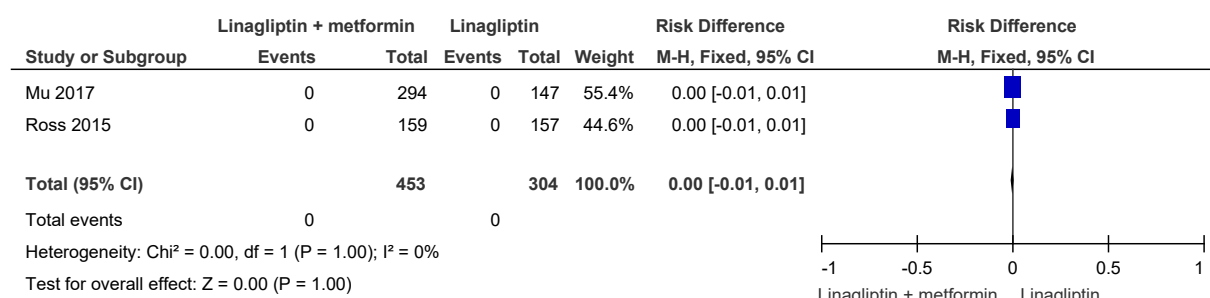 Linagliptin + metformin Linagliptin Risk Difference Risk Difference
Study or Subgroup Events Total Events Total Weight M-H, Fixed, 95% CI M-H, Fixed, 95% CI
Mu 2017 0 294 0 147 55.4% 0.00 [-0.01, 0.01]
Ross 2015 0 159 0 157 44.6% 0.00 [-0.01, 0.01]
Total (95% CI) 453 304 100.0% 0.00 [-0.01, 0.01]
Total events 0 0
Heterogeneity: Chi² = 0.00, df = 1 (P = 1.00); I² = 0%
Test for overall effect: Z = 0.00 (P = 1.00)
-1 -0.5 0 0.5 1
Linagliptin + metformin Linagliptin